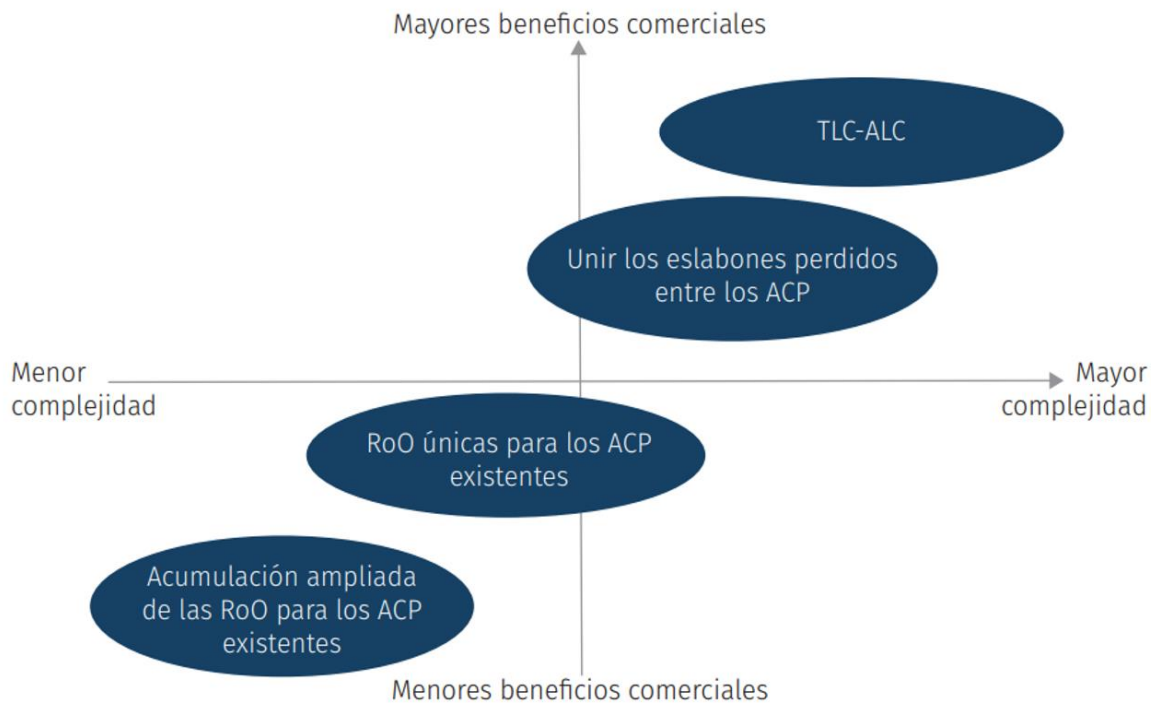 Mayores beneficios comerciales
TLC-ALC
Unir los eslabones perdidos
entre los ACP
Menor
complejidad
Mayor
complejidad
RoO únicas para los ACP
existentes
Acumulación ampliada
de las RoO para los ACP
existentes
Menores beneficios comerciales